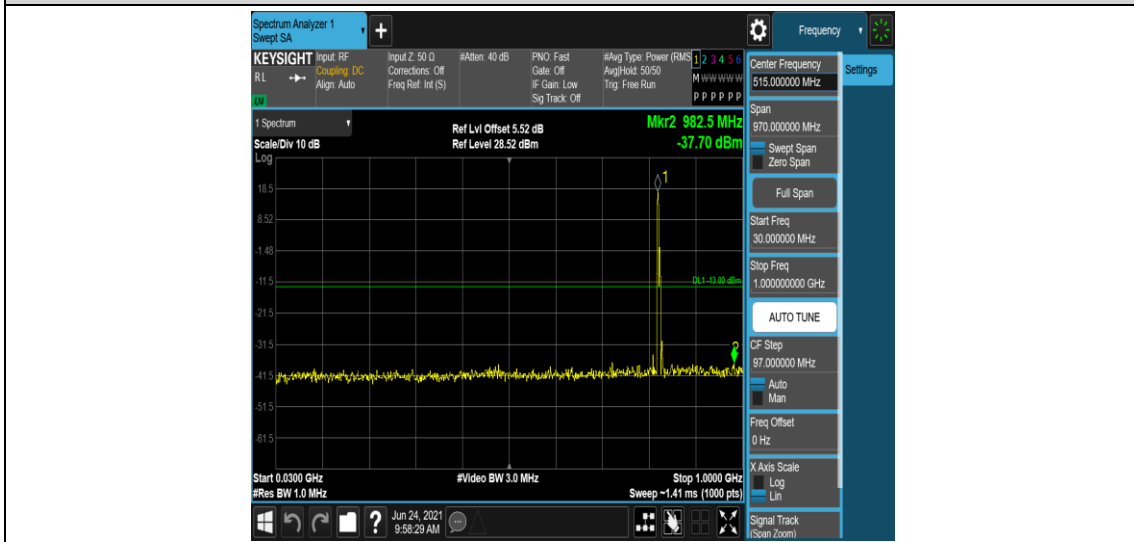 Spectrum Analyzer 1
Swept SA
Frequency
KEYSIGHT
RL
Input: RF
Coupling: DC
Align: Auto
Input Z: 50 Ω
Corrections: Off
Freq Ref: Int (S)
#Atten: 40 dB
PNO: Fast
Gate: Off
IF Gain: Low
Sig Track: Off
#Avg Type: Power (RMS
Avg|Hold: 50/50
Trig: Free Run
1 2 3 4 5 6
M W W W W W
P P P P P P
1 Spectrum
Scale/Div 10 dB
Log
Ref Lvl Offset 5.52 dB
Ref Level 28.52 dBm
Mkr2 982.5 MHz
-37.70 dBm
1
18.5
8.52
-1.48
-11.5
DL1 -13.00 dBm
-21.5
-31.5
2
-41.5
-51.5
-61.5
Start 0.0300 GHz
#Res BW 1.0 MHz
#Video BW 3.0 MHz
Stop 1.0000 GHz
Sweep ~1.41 ms (1000 pts)
Jun 24, 2021
9:58:29 AM
Center Frequency
515.000000 MHz
Settings
Span
970.000000 MHz
Swept Span
Zero Span
Full Span
Start Freq
30.000000 MHz
Stop Freq
1.000000000 GHz
AUTO TUNE
CF Step
97.000000 MHz
Auto
Man
Freq Offset
0 Hz
X Axis Scale
Log
Lin
Signal Track
(Span Zoom)